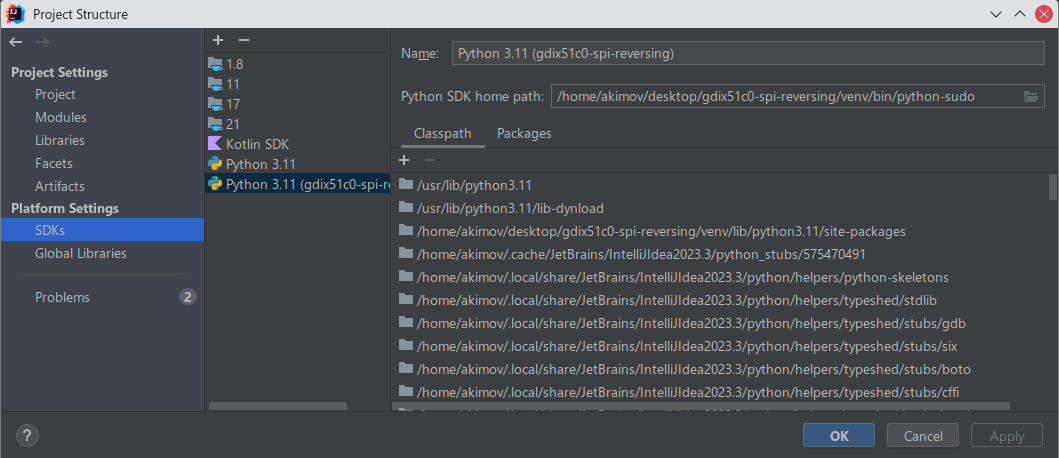 Project Structure
Project Settings
Project
Modules
Libraries
Facets
Artifacts
Platform Settings
SDKs
Global Libraries
Problems 2
1.8
11
17
21
Kotlin SDK
Python 3.11
Python 3.11 (gdix51c0-spi-re
Name: Python 3.11 (gdix51c0-spi-reversing)
Python SDK home path: /home/akimov/desktop/gdix51c0-spi-reversing/venv/bin/python-sudo
Classpath Packages
/usr/lib/python3.11
/usr/lib/python3.11/lib-dynload
/home/akimov/desktop/gdix51c0-spi-reversing/venv/lib/python3.11/site-packages
/home/akimov/.cache/JetBrains/IntelliJIdea2023.3/python_stubs/575470491
/home/akimov/.local/share/JetBrains/IntelliJIdea2023.3/python/helpers/python-skeletons
/home/akimov/.local/share/JetBrains/IntelliJIdea2023.3/python/helpers/typeshed/stdlib
/home/akimov/.local/share/JetBrains/IntelliJIdea2023.3/python/helpers/typeshed/stubs/gdb
/home/akimov/.local/share/JetBrains/IntelliJIdea2023.3/python/helpers/typeshed/stubs/six
/home/akimov/.local/share/JetBrains/IntelliJIdea2023.3/python/helpers/typeshed/stubs/boto
/home/akimov/.local/share/JetBrains/IntelliJIdea2023.3/python/helpers/typeshed/stubs/cffi
? OK Cancel Apply